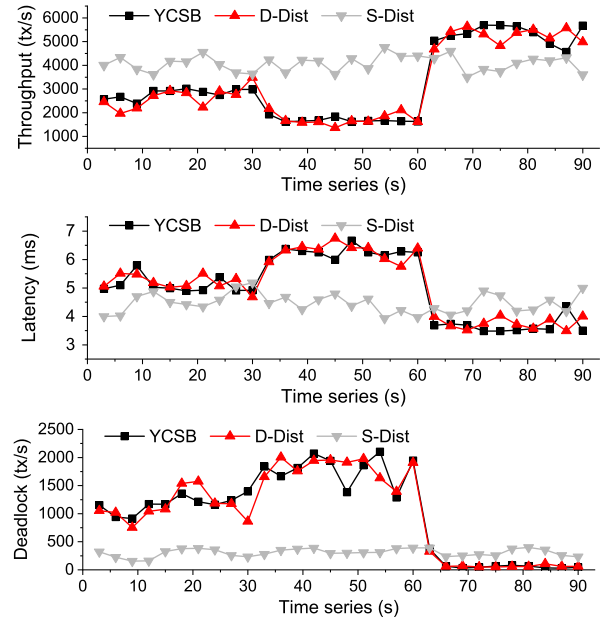 YCSB D-Dist S-Dist
6000
5000
4000
3000
2000
1000
Throughput (tx/s)
0 10 20 30 40 50 60 70 80 90
Time series (s)
YCSB D-Dist S-Dist
7
6
5
4
3
Latency (ms)
0 10 20 30 40 50 60 70 80 90
Time series (s)
YCSB D-Dist S-Dist
2500
2000
1500
1000
500
0
Deadlock (tx/s)
0 10 20 30 40 50 60 70 80 90
Time series (s)